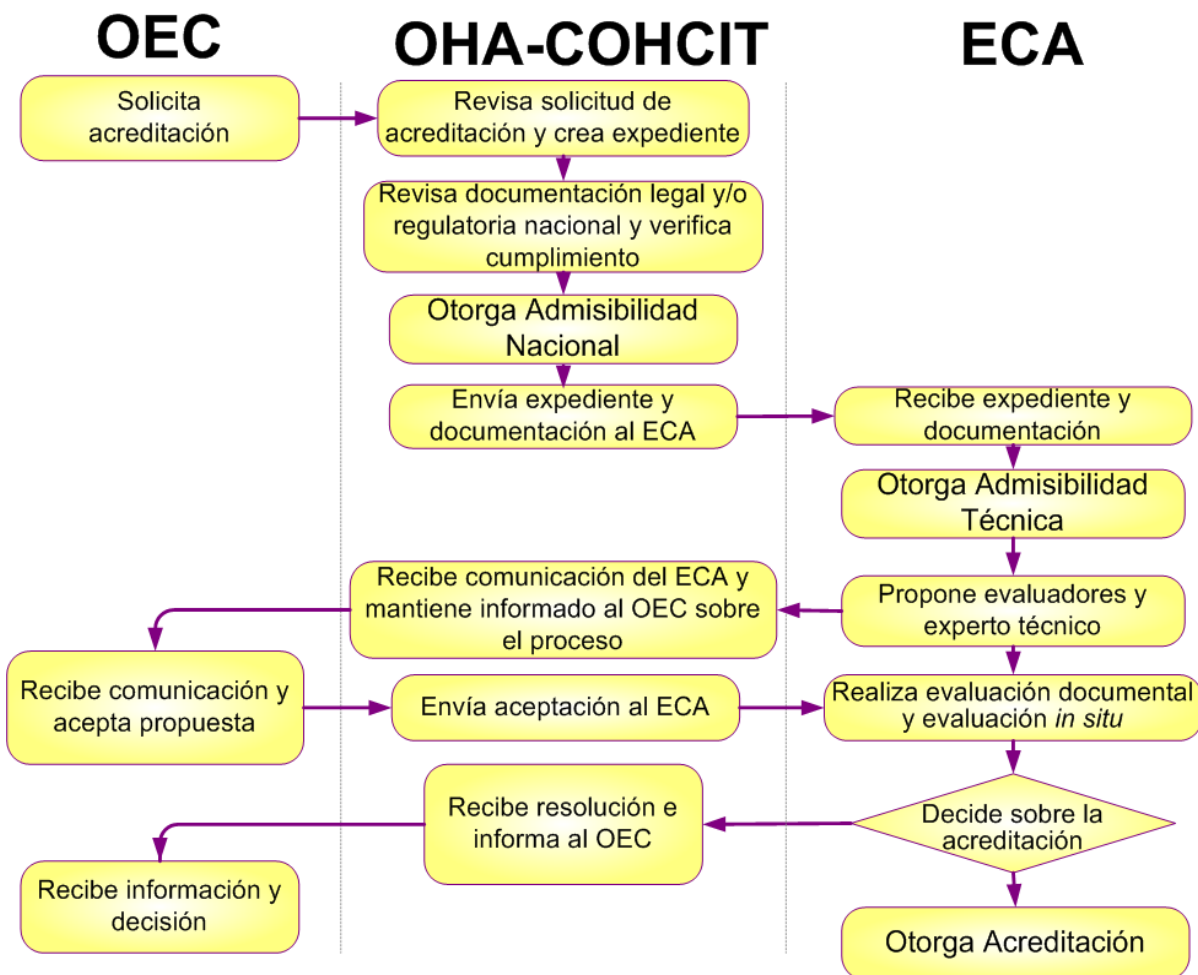 OEC
OHA-COHCIT
ECA
Solicita
acreditación
Revisa solicitud de
acreditación y crea expediente
Revisa documentación legal y/o
regulatoria nacional y verifica
cumplimiento
Otorga Admisibilidad
Nacional
Envía expediente y
documentación al ECA
Recibe expediente y
documentación
Otorga Admisibilidad
Técnica
Propone evaluadores y
experto técnico
Recibe comunicación del ECA y
mantiene informado al OEC sobre
el proceso
Recibe comunicación y
acepta propuesta
Envía aceptación al ECA
Realiza evaluación documental
y evaluación in situ
Decide sobre la
acreditación
Recibe resolución e
informa al OEC
Recibe información y
decisión
Otorga Acreditación